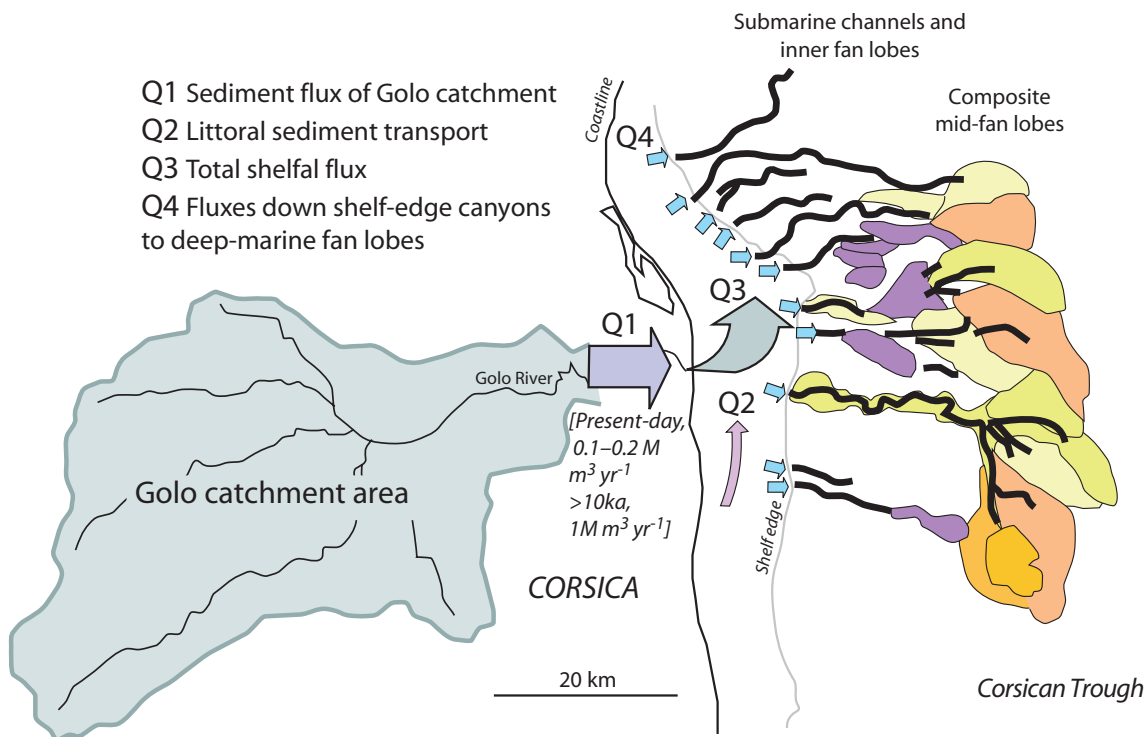 Submarine channels and
inner fan lobes
Q1 Sediment flux of Golo catchment
Q2 Littoral sediment transport
Q3 Total shelfal flux
Q4 Fluxes down shelf-edge canyons
to deep-marine fan lobes
Coastline
Composite
mid-fan lobes
Q4
Q3
Q1
Golo River
Q2
[Present-day,
0.1–0.2 M
m³ yr⁻¹
>10ka,
1M m³ yr⁻¹]
Golo catchment area
Shelf edge
CORSICA
20 km
Corsican Trough